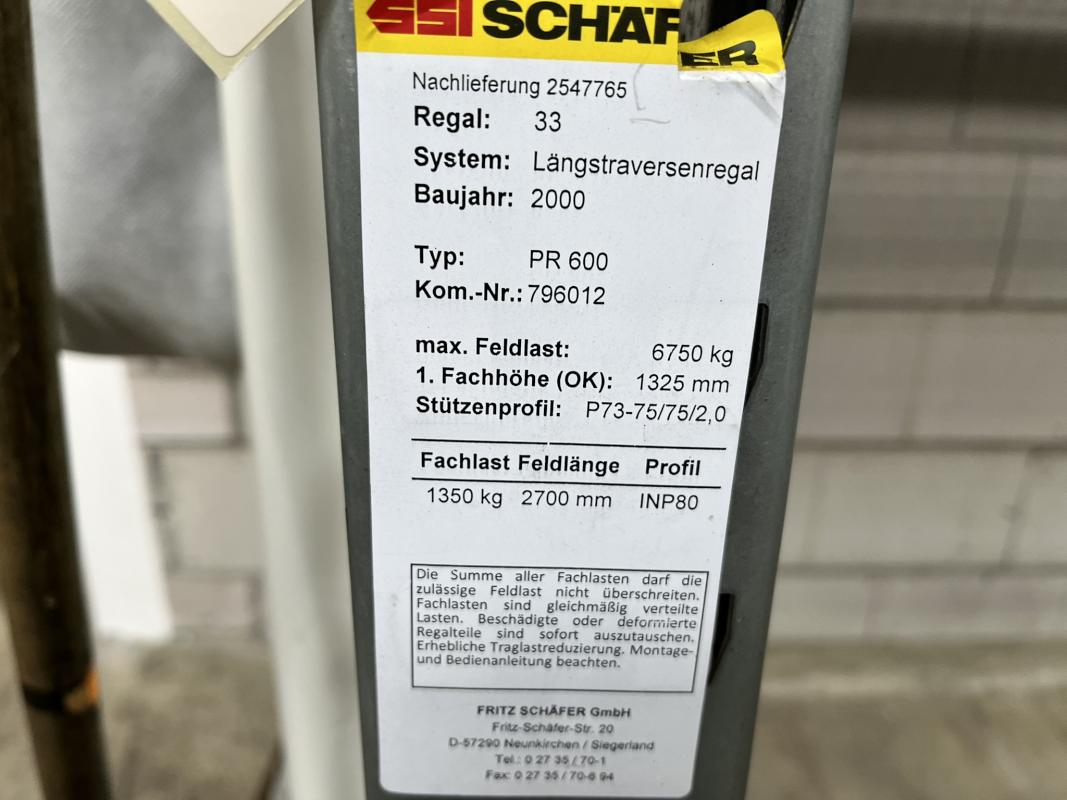 SSI SCHÄFER
Nachlieferung 2547765
Regal: 33
System: Längstraversenregal
Baujahr: 2000
Typ: PR 600
Kom.-Nr.: 796012
max. Feldlast: 6750 kg
1. Fachhöhe (OK): 1325 mm
Stützenprofil: P73-75/75/2,0
Fachlast Feldlänge Profil
1350 kg 2700 mm INP80
Die Summe aller Fachlasten darf die
zulässige Feldlast nicht überschreiten.
Fachlasten sind gleichmäßig verteilte
Lasten. Beschädigte oder deformierte
Regalteile sind sofort auszutauschen.
Erhebliche Traglastreduzierung. Montage-
und Bedienanleitung beachten.
FRITZ SCHÄFER GmbH
Fritz-Schäfer-Str. 20
D-57290 Neunkirchen / Siegerland
Tel.: 0 27 35 / 70-1
Fax: 0 27 35 / 70-6 94